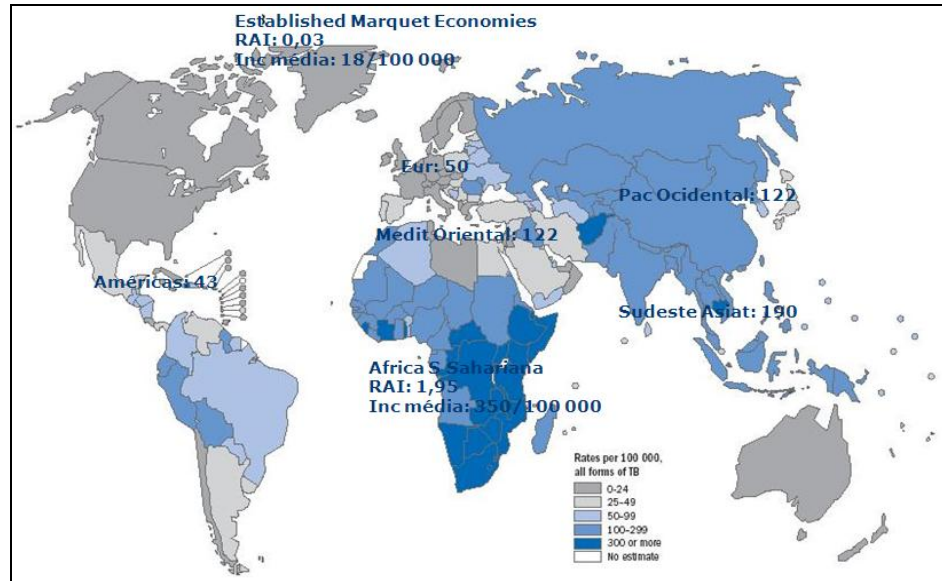 Established Marquet Economies
RAI: 0,03
Inc média: 18/100 000
Eur: 50
Pac Ocidental: 122
Medit Oriental: 122
Américas: 43
Sudeste Asiat: 190
Africa S Sahariana
RAI: 1,95
Inc média: 350/100 000
Rates per 100 000,
all forms of TB
0-24
25-49
50-99
100-299
300 or more
No estimate